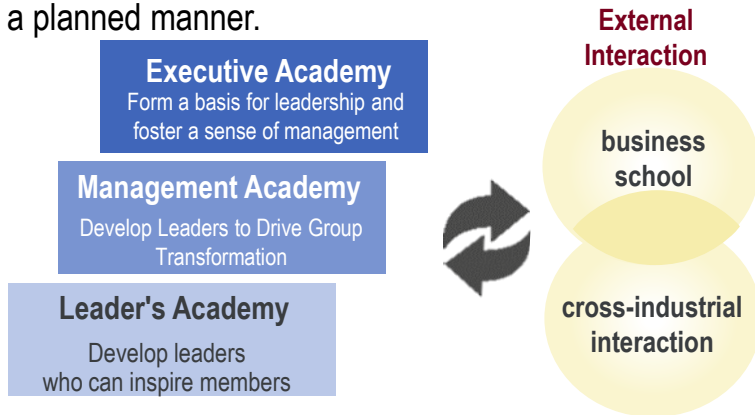 a planned manner.
Executive Academy
Form a basis for leadership and
foster a sense of management
Management Academy
Develop Leaders to Drive Group
Transformation
Leader's Academy
Develop leaders
who can inspire members
External
Interaction
business
school
cross-industrial
interaction